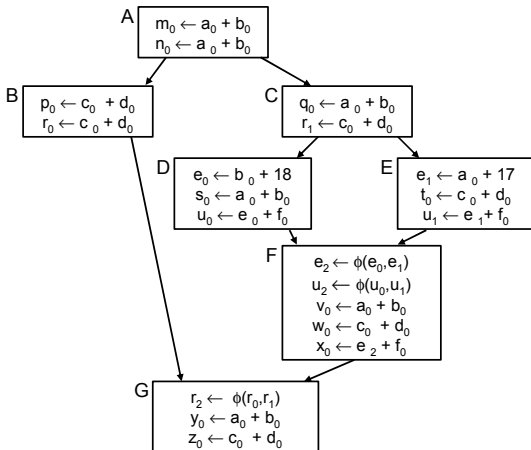 A
m₀ ← a₀ + b₀
n₀ ← a₀ + b₀
B
p₀ ← c₀ + d₀
r₀ ← c₀ + d₀
C
q₀ ← a₀ + b₀
r₁ ← c₀ + d₀
D
e₀ ← b₀ + 18
s₀ ← a₀ + b₀
u₀ ← e₀ + f₀
E
e₁ ← a₀ + 17
t₀ ← c₀ + d₀
u₁ ← e₁ + f₀
F
e₂ ← ϕ(e₀,e₁)
u₂ ← ϕ(u₀,u₁)
v₀ ← a₀ + b₀
w₀ ← c₀ + d₀
x₀ ← e₂ + f₀
G
r₂ ← ϕ(r₀,r₁)
y₀ ← a₀ + b₀
z₀ ← c₀ + d₀